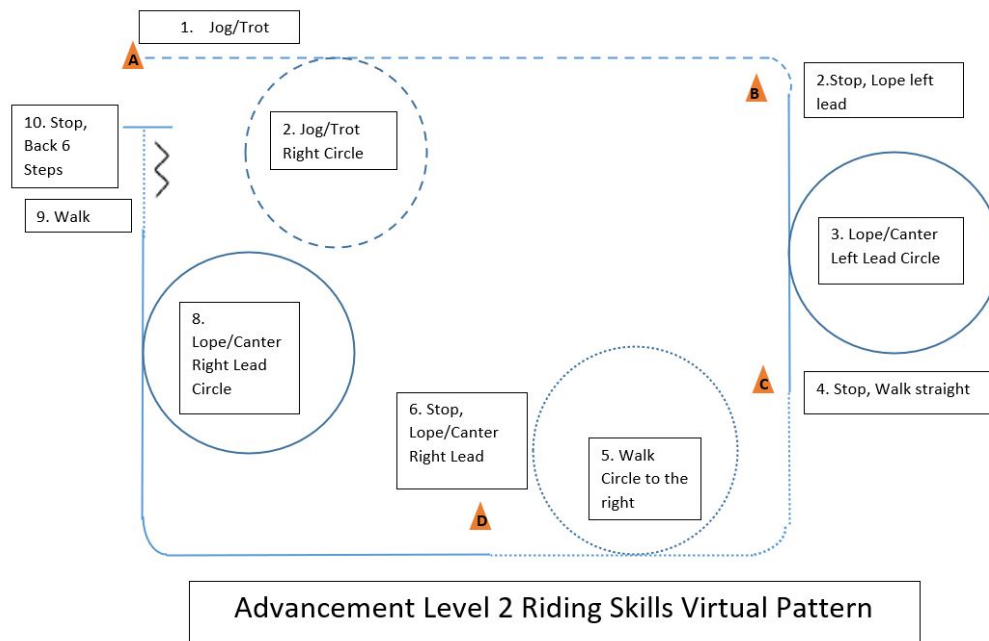 1. Jog/Trot
A
B
2.Stop, Lope left
lead
10. Stop,
Back 6
Steps
2. Jog/Trot
Right Circle
9. Walk
3. Lope/Canter
Left Lead Circle
8.
Lope/Canter
Right Lead
Circle
C
4. Stop, Walk straight
6. Stop,
Lope/Canter
Right Lead
5. Walk
Circle to the
right
D
Advancement Level 2 Riding Skills Virtual Pattern